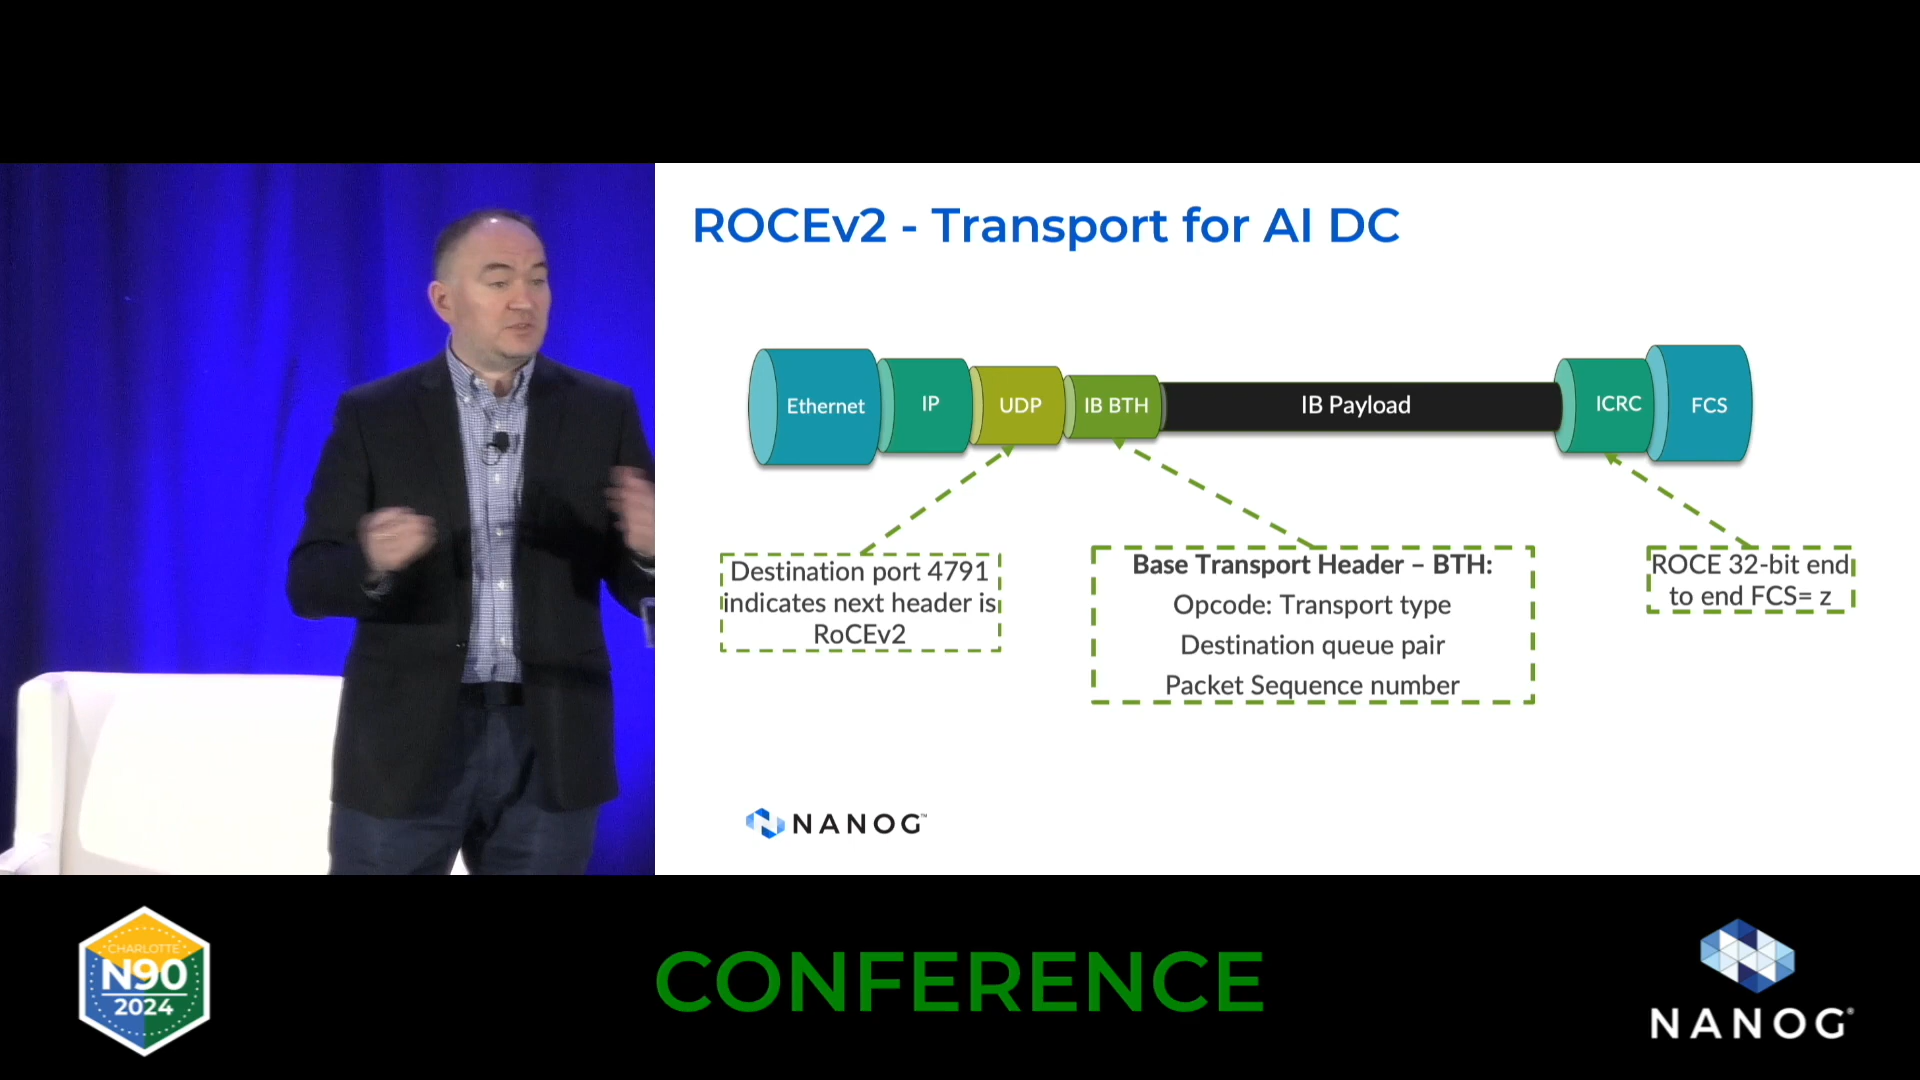 ROCEv2 - Transport for AI DC
Ethernet
IP
UDP
IB BTH
IB Payload
ICRC
FCS
Destination port 4791
indicates next header is
RoCEv2
Base Transport Header – BTH:
Opcode: Transport type
Destination queue pair
Packet Sequence number
ROCE 32-bit end
to end FCS= z
NANOG™
CHARLOTTE
N90
2024
CONFERENCE
NANOG®